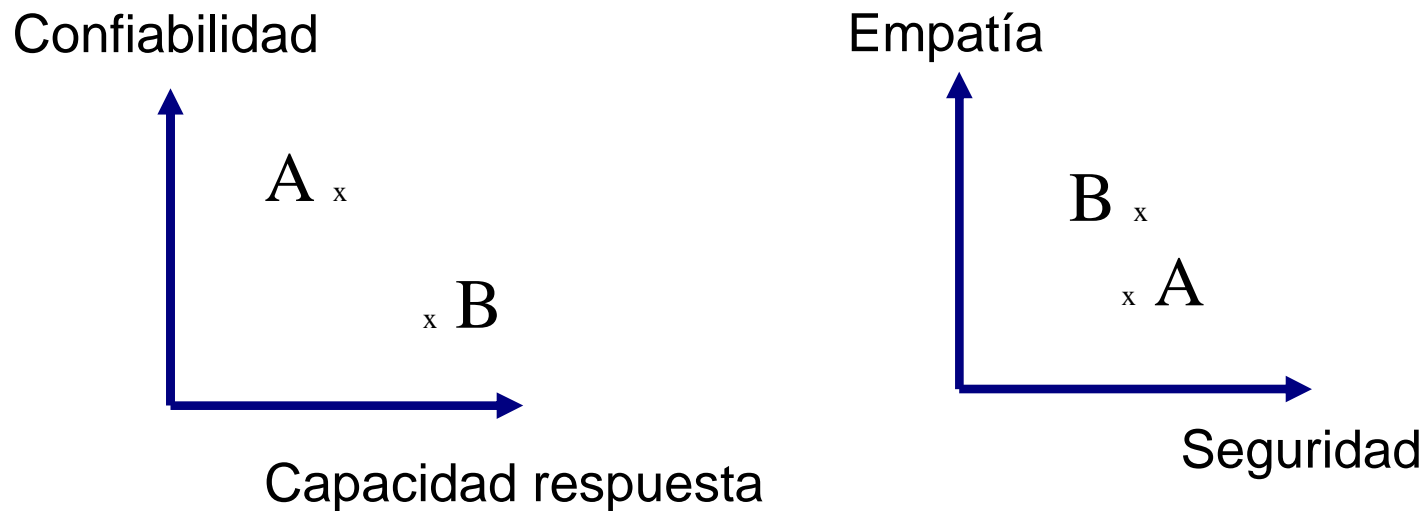 Confiabilidad
A x
x B
Capacidad respuesta
Empatía
B x
x A
Seguridad